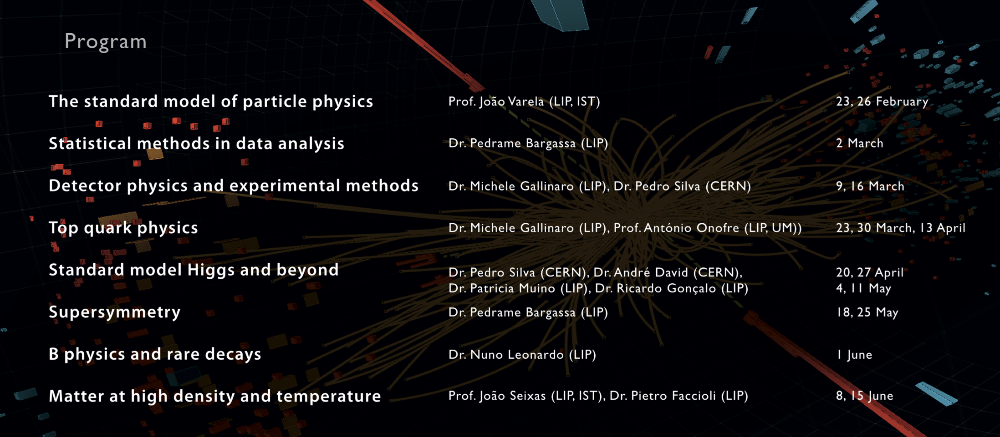 Program
The standard model of particle physics Prof. João Varela (LIP, IST) 23, 26 February
Statistical methods in data analysis Dr. Pedrame Bargassa (LIP) 2 March
Detector physics and experimental methods Dr. Michele Gallinaro (LIP), Dr. Pedro Silva (CERN) 9, 16 March
Top quark physics Dr. Michele Gallinaro (LIP), Prof. António Onofre (LIP, UM)) 23, 30 March, 13 April
Standard model Higgs and beyond Dr. Pedro Silva (CERN), Dr. André David (CERN), 20, 27 April
Dr. Patricia Muino (LIP), Dr. Ricardo Gonçalo (LIP) 4, 11 May
Supersymmetry Dr. Pedrame Bargassa (LIP) 18, 25 May
B physics and rare decays Dr. Nuno Leonardo (LIP) 1 June
Matter at high density and temperature Prof. João Seixas (LIP, IST), Dr. Pietro Faccioli (LIP) 8, 15 June